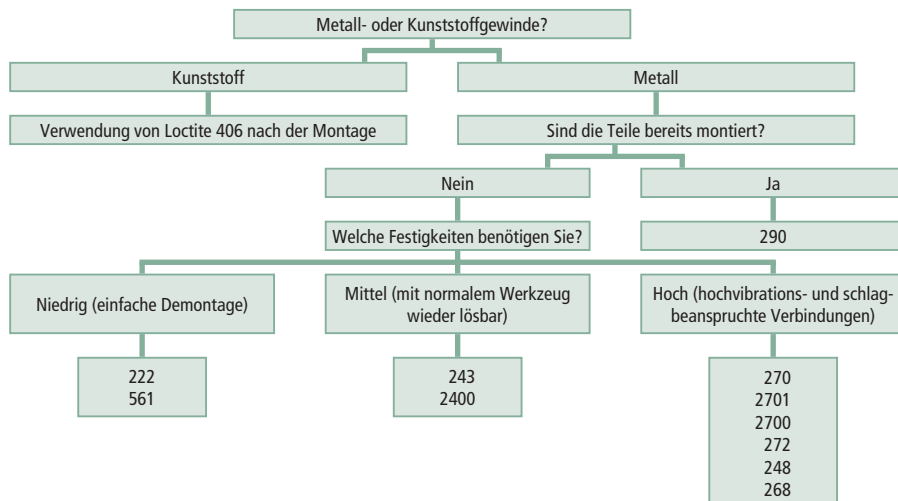 Metall- oder Kunststoffgewinde?
Kunststoff
Metall
Verwendung von Loctite 406 nach der Montage
Sind die Teile bereits montiert?
Nein
Ja
Welche Festigkeiten benötigen Sie?
290
Niedrig (einfache Demontage)
Mittel (mit normalem Werkzeug
wieder lösbar)
Hoch (hochvibrations- und schlag-
beanspruchte Verbindungen)
222
561
243
2400
270
2701
2700
272
248
268